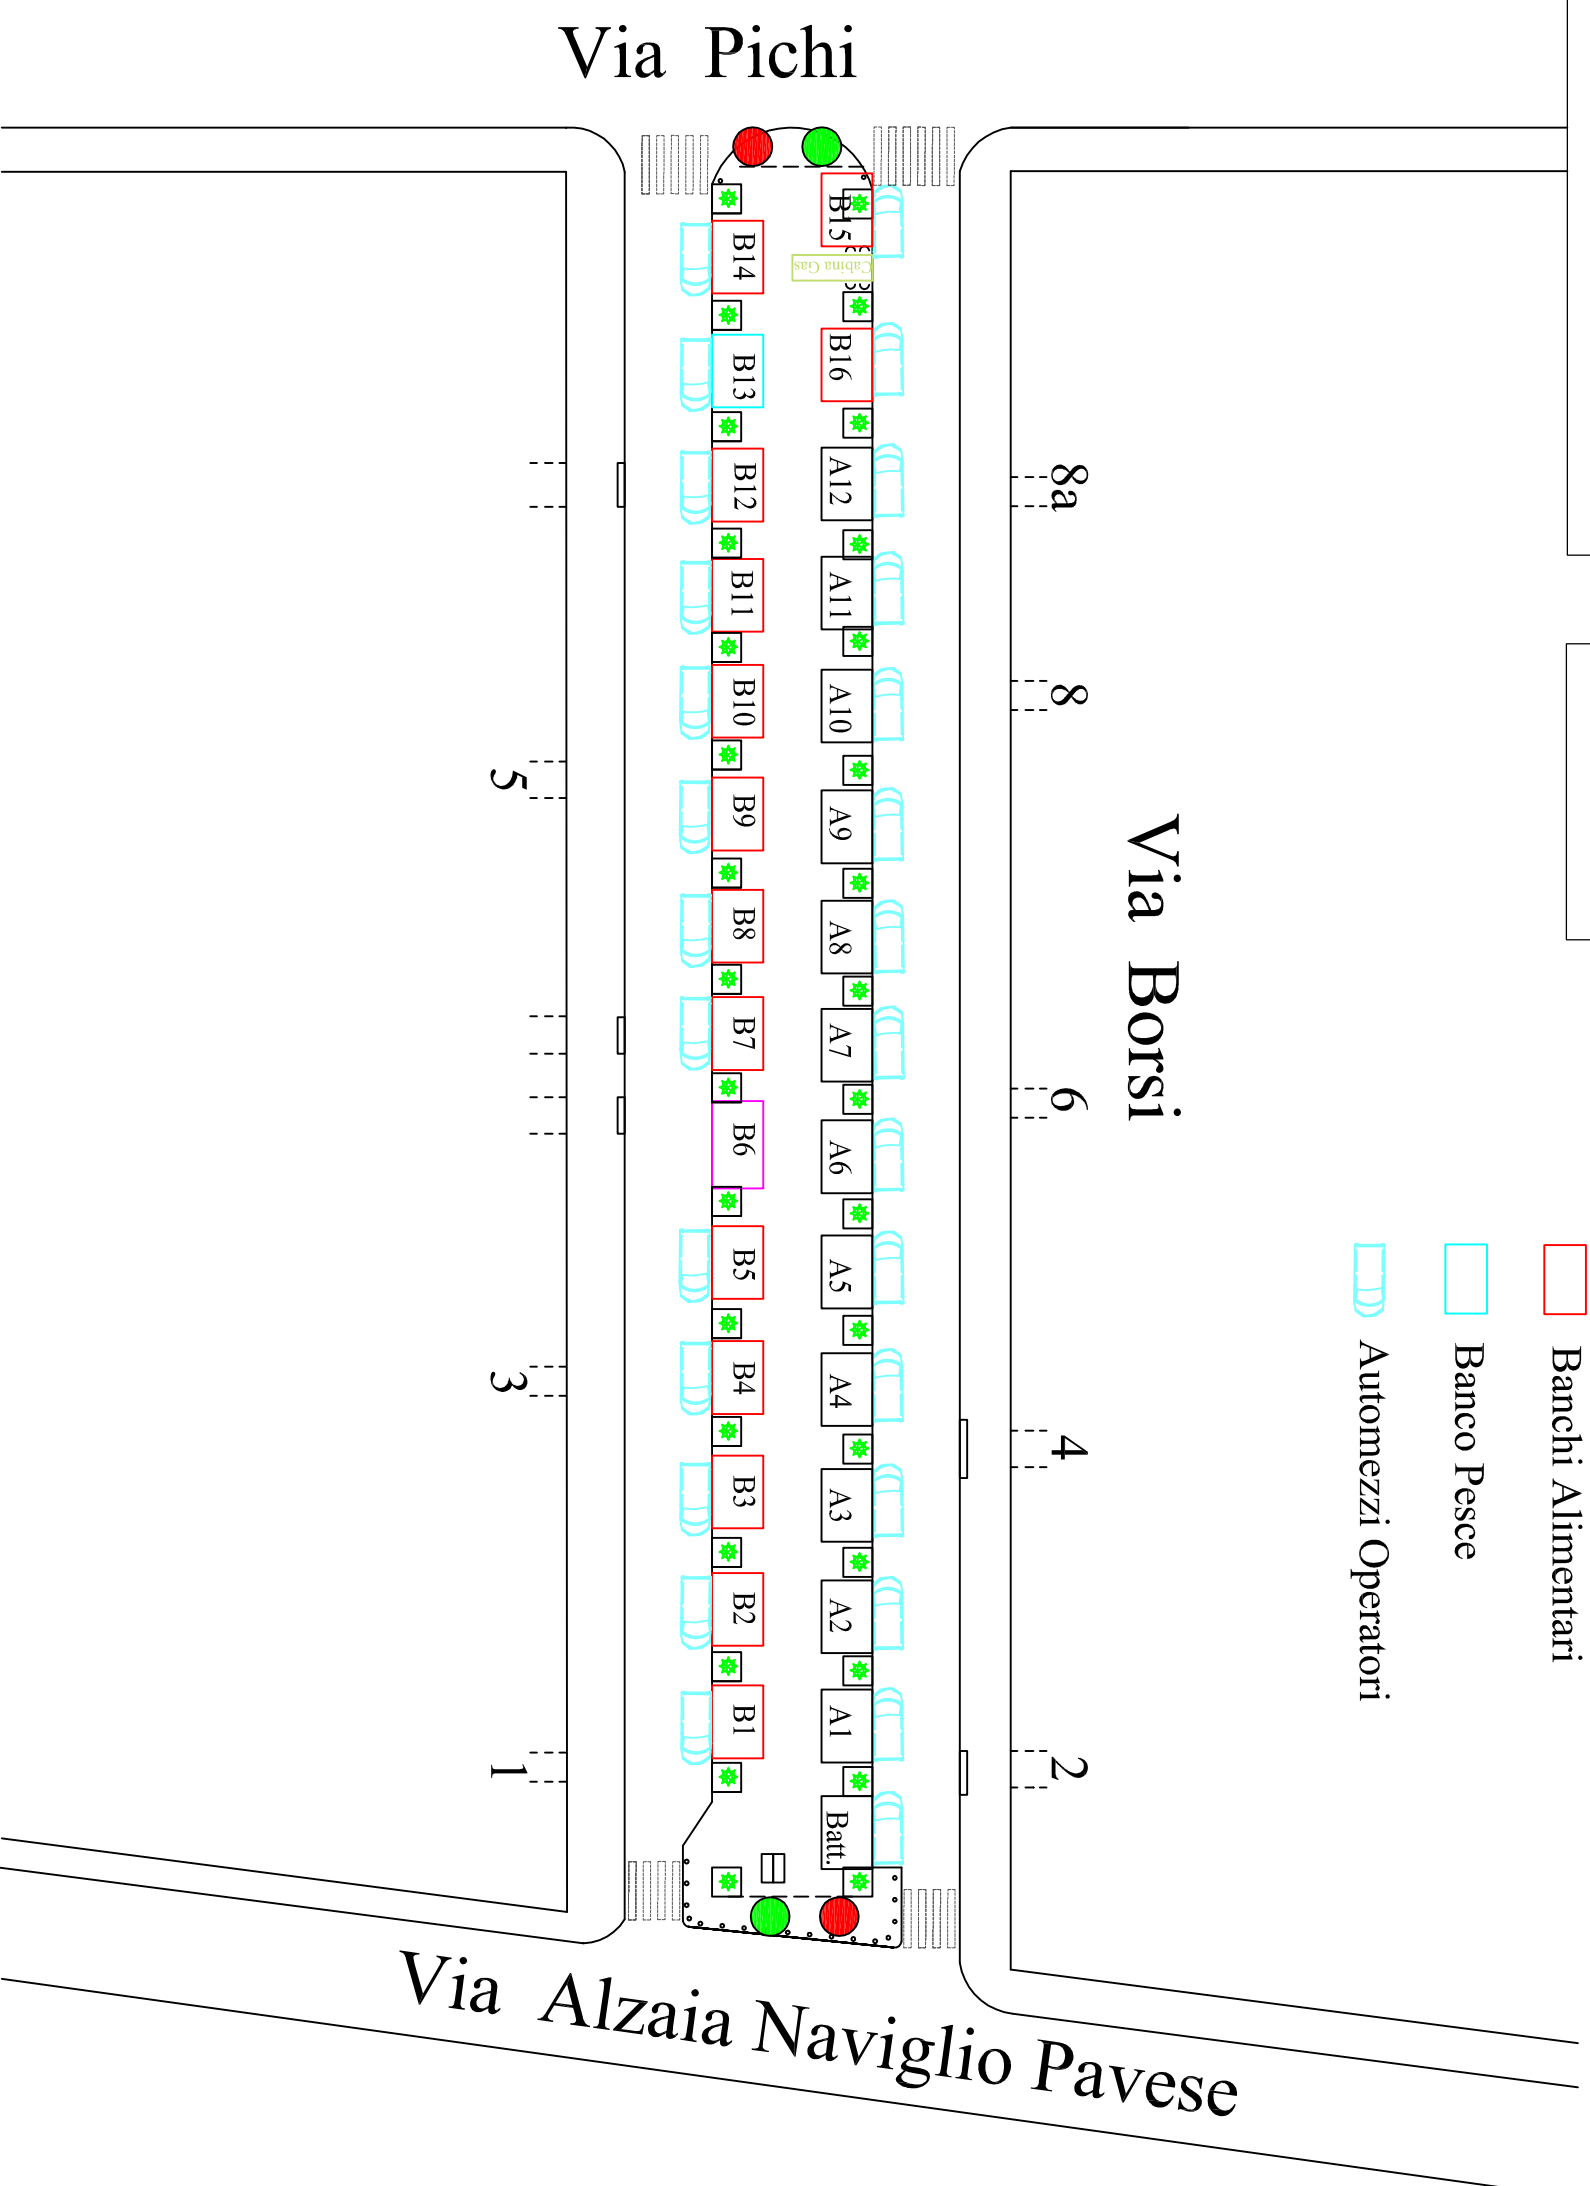 Via Pichi
B14
B13
B12
B11
B10
B9
B8
B7
B6
B5
B4
B3
B2
B1
B15
Cabina Gas
B16
A12
A11
A10
A9
A8
A7
A6
A5
A4
A3
A2
A1
Batt.
5
3
1
8a
8
6
4
2
Via Borsi
Banchi Alimentari
Banco Pesce
Automezzi Operatori
Via Alzaia Naviglio Pavese